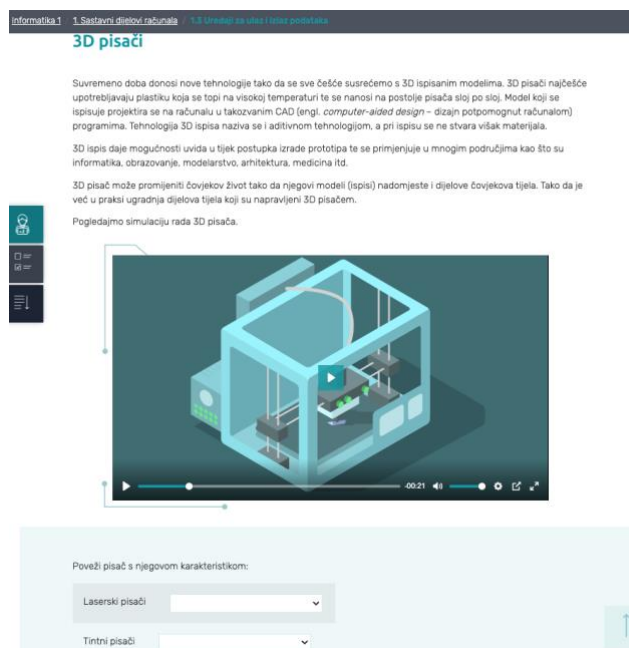 Informatika 1 / 1. Sastavni dijelovi računala / 1.3 Uređaji za ulaz i izlaz podataka
3D pisači
Suvremeno doba donosi nove tehnologije tako da se sve češće susrećemo s 3D ispisanim modelima. 3D pisači najčešće
upotrebljavaju plastiku koja se topi na visokoj temperaturi te se nanosi na postolje pisača sloj po sloj. Model koji se
ispisuje projektira se na računalu u takozvanim CAD (engl. computer-aided design – dizajn potpomognut računalom)
programima. Tehnologija 3D ispisa naziva se i aditivnom tehnologijom, a pri ispisu se ne stvara višak materijala.
3D ispis daje mogućnosti uvida u tijek postupka izrade prototipa te se primjenjuje u mnogim područjima kao što su
informatika, obrazovanje, modelarstvo, arhitektura, medicina itd.
3D pisač može promijeniti čovjekov život tako da njegovi modeli (ispisi) nadomjeste i dijelove čovjekova tijela. Tako da je
već u praksi ugradnja dijelova tijela koji su napravljeni 3D pisačem.
Pogledajmo simulaciju rada 3D pisača.
-00:21
Poveži pisač s njegovom karakteristikom:
Laserski pisači
Tintni pisači